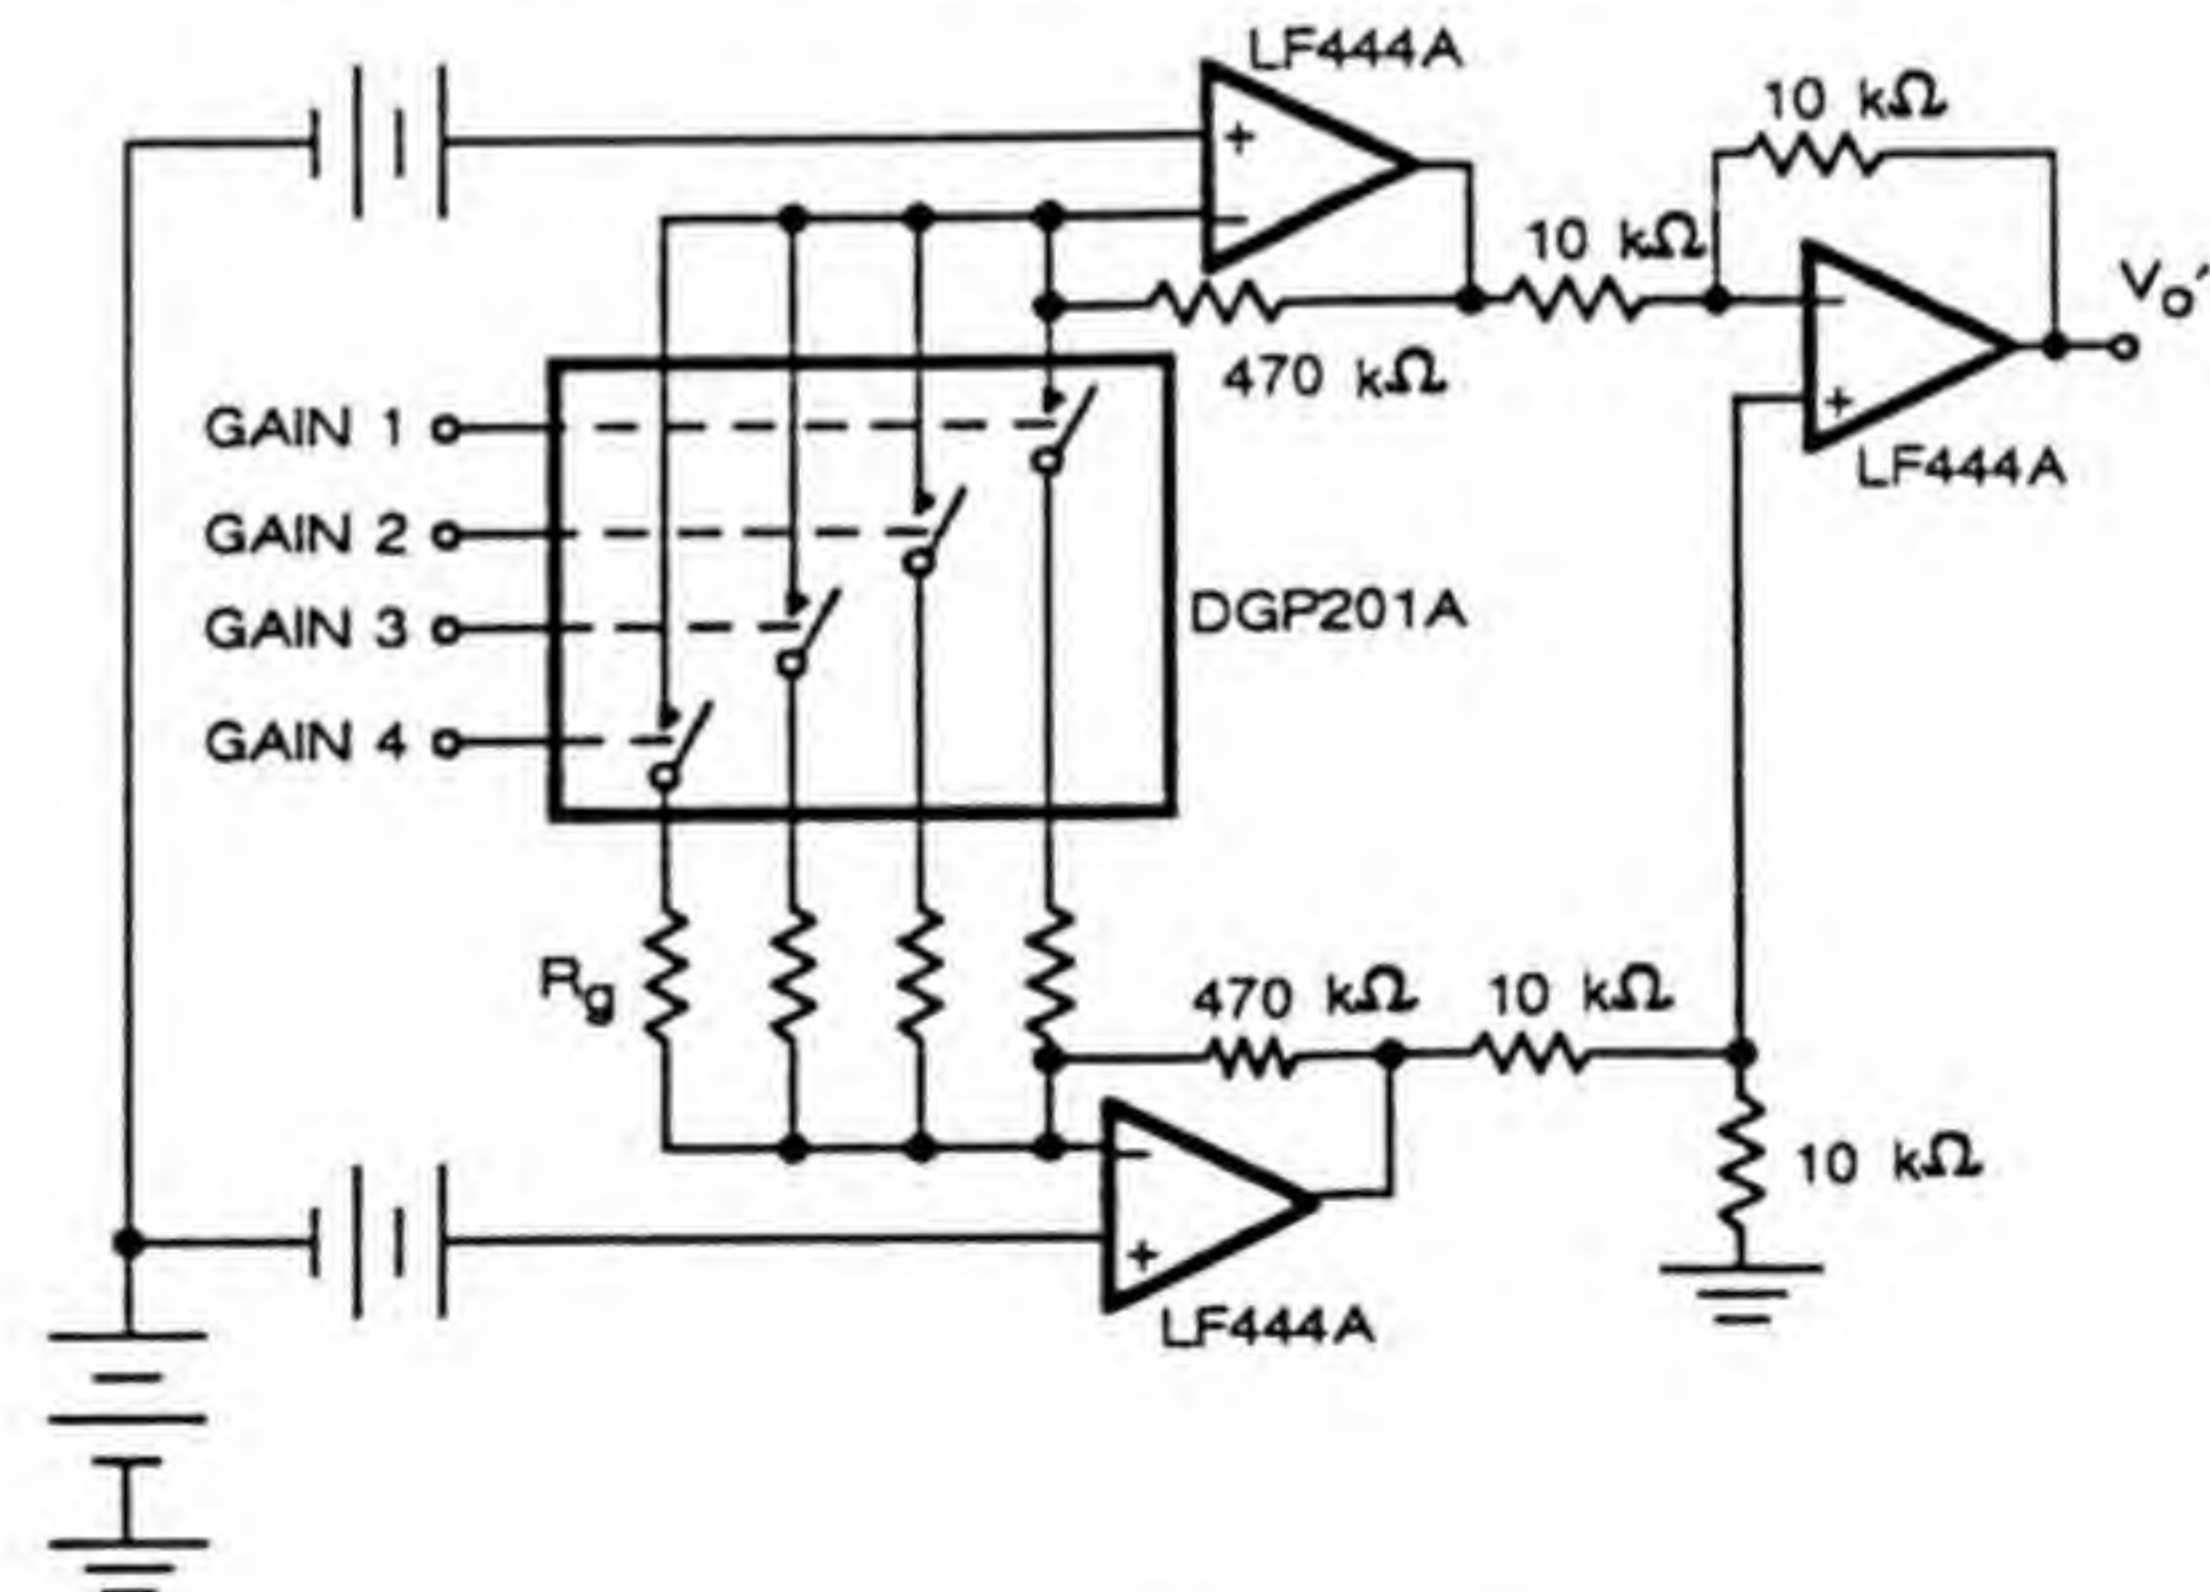 LF444A
10 kΩ
10 kΩ
Vo'
+
−
470 kΩ
−
+
LF444A
GAIN 1
GAIN 2
GAIN 3
GAIN 4
DGP201A
Rg
470 kΩ
10 kΩ
−
+
10 kΩ
LF444A